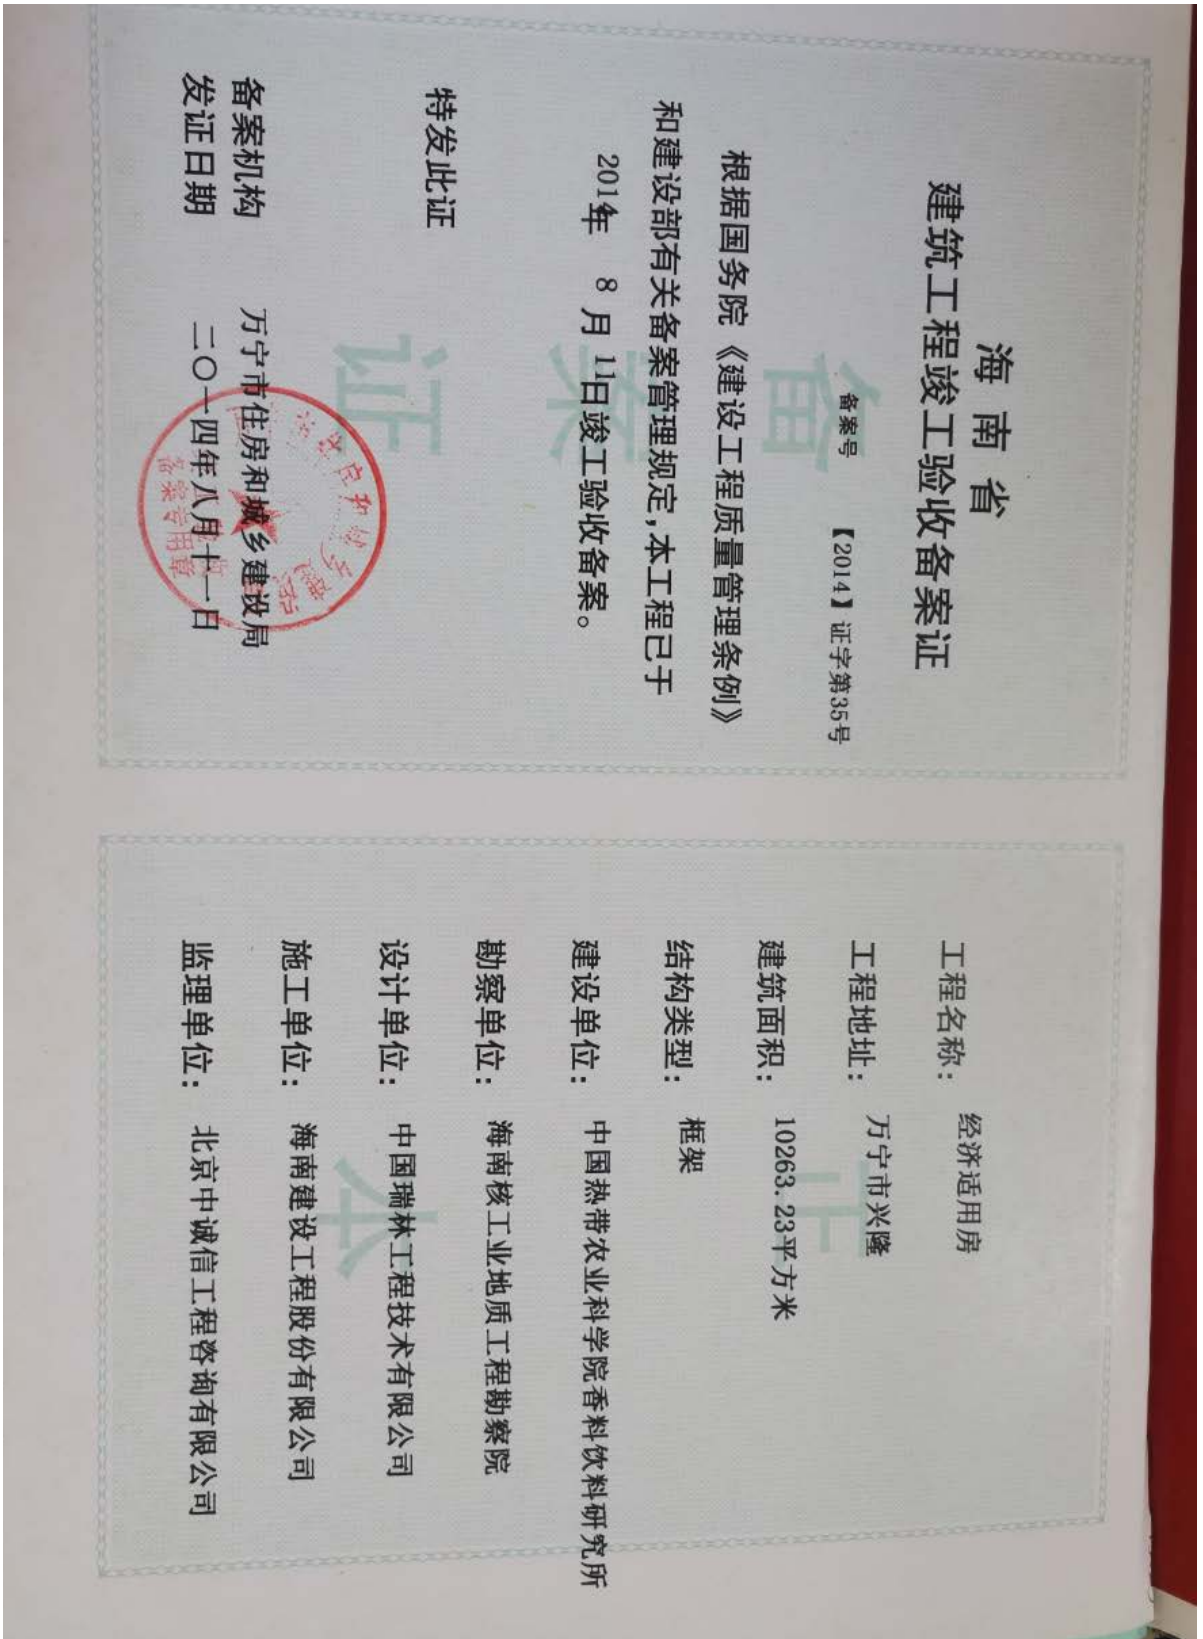 海南省
建筑工程竣工验收备案证
备案号 【2014】证字第35号
根据国务院《建设工程质量管理条例》
和建设部有关备案管理规定,本工程已于
2014年 8 月 11日竣工验收备案。
特发此证
备案机构 万宁市住房和城乡建设局
发证日期 二〇一四年八月十一日
备案专用章
备案证
工程名称: 经济适用房
工程地址: 万宁市兴隆
建筑面积: 10263.23平方米
结构类型: 框架
建设单位: 中国热带农业科学院香料饮料研究所
勘察单位: 海南核工业地质工程勘察院
设计单位: 中国瑞林工程技术有限公司
施工单位: 海南建设工程股份有限公司
监理单位: 北京中诚信工程咨询有限公司
正本